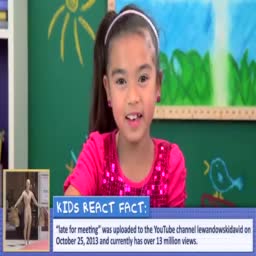 KIDS REACT FACT:
"late for meeting" was uploaded to the YouTube channel lewandowskidavid on
October 25, 2013 and currently has over 13 million views.